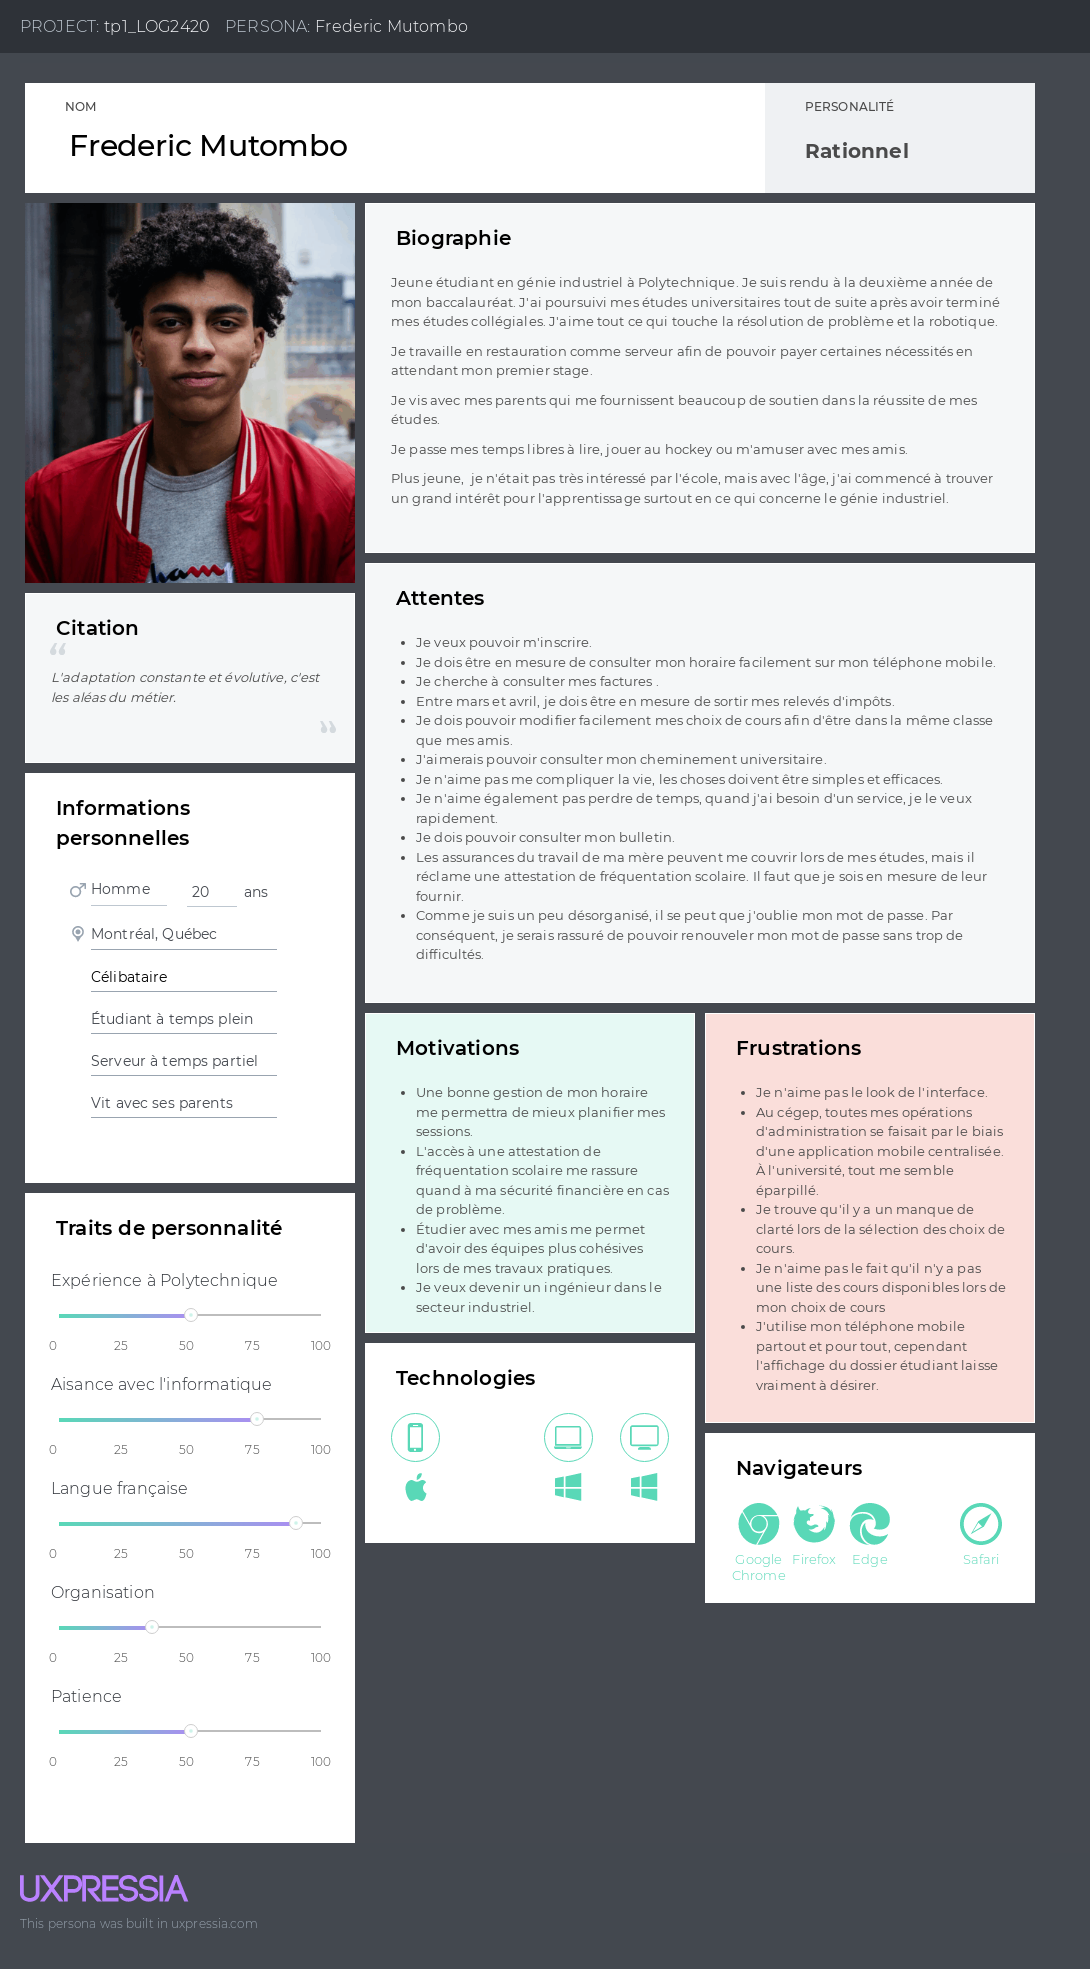 PROJECT: tp1_LOG2420 PERSONA: Frederic Mutombo
NOM
Frederic Mutombo
PERSONALITÉ
Rationnel
Biographie
Jeune étudiant en génie industriel à Polytechnique. Je suis rendu à la deuxième année de
mon baccalauréat. J'ai poursuivi mes études universitaires tout de suite après avoir terminé
mes études collégiales. J'aime tout ce qui touche la résolution de problème et la robotique.
Je travaille en restauration comme serveur afin de pouvoir payer certaines nécessités en
attendant mon premier stage.
Je vis avec mes parents qui me fournissent beaucoup de soutien dans la réussite de mes
études.
Je passe mes temps libres à lire, jouer au hockey ou m'amuser avec mes amis.
Plus jeune, je n'était pas très intéressé par l'école, mais avec l'âge, j'ai commencé à trouver
un grand intérêt pour l'apprentissage surtout en ce qui concerne le génie industriel.
Citation
“
L'adaptation constante et évolutive, c'est
les aléas du métier.
”
Attentes
• Je veux pouvoir m'inscrire.
• Je dois être en mesure de consulter mon horaire facilement sur mon téléphone mobile.
• Je cherche à consulter mes factures .
• Entre mars et avril, je dois être en mesure de sortir mes relevés d'impôts.
• Je dois pouvoir modifier facilement mes choix de cours afin d'être dans la même classe
que mes amis.
• J'aimerais pouvoir consulter mon cheminement universitaire.
• Je n'aime pas me compliquer la vie, les choses doivent être simples et efficaces.
• Je n'aime également pas perdre de temps, quand j'ai besoin d'un service, je le veux
rapidement.
• Je dois pouvoir consulter mon bulletin.
• Les assurances du travail de ma mère peuvent me couvrir lors de mes études, mais il
réclame une attestation de fréquentation scolaire. Il faut que je sois en mesure de leur
fournir.
• Comme je suis un peu désorganisé, il se peut que j'oublie mon mot de passe. Par
conséquent, je serais rassuré de pouvoir renouveler mon mot de passe sans trop de
difficultés.
Informations
personnelles
Homme 20 ans
Montréal, Québec
Célibataire
Étudiant à temps plein
Serveur à temps partiel
Vit avec ses parents
Motivations
• Une bonne gestion de mon horaire
me permettra de mieux planifier mes
sessions.
• L'accès à une attestation de
fréquentation scolaire me rassure
quand à ma sécurité financière en cas
de problème.
• Étudier avec mes amis me permet
d'avoir des équipes plus cohésives
lors de mes travaux pratiques.
• Je veux devenir un ingénieur dans le
secteur industriel.
Frustrations
• Je n'aime pas le look de l'interface.
• Au cégep, toutes mes opérations
d'administration se faisait par le biais
d'une application mobile centralisée.
À l'université, tout me semble
éparpillé.
• Je trouve qu'il y a un manque de
clarté lors de la sélection des choix de
cours.
• Je n'aime pas le fait qu'il n'y a pas
une liste des cours disponibles lors de
mon choix de cours
• J'utilise mon téléphone mobile
partout et pour tout, cependant
l'affichage du dossier étudiant laisse
vraiment à désirer.
Traits de personnalité
Expérience à Polytechnique
0 25 50 75 100
Aisance avec l'informatique
0 25 50 75 100
Langue française
0 25 50 75 100
Organisation
0 25 50 75 100
Patience
0 25 50 75 100
Technologies
Navigateurs
Google Firefox Edge Safari
Chrome
UXPRESSIA
This persona was built in uxpressia.com